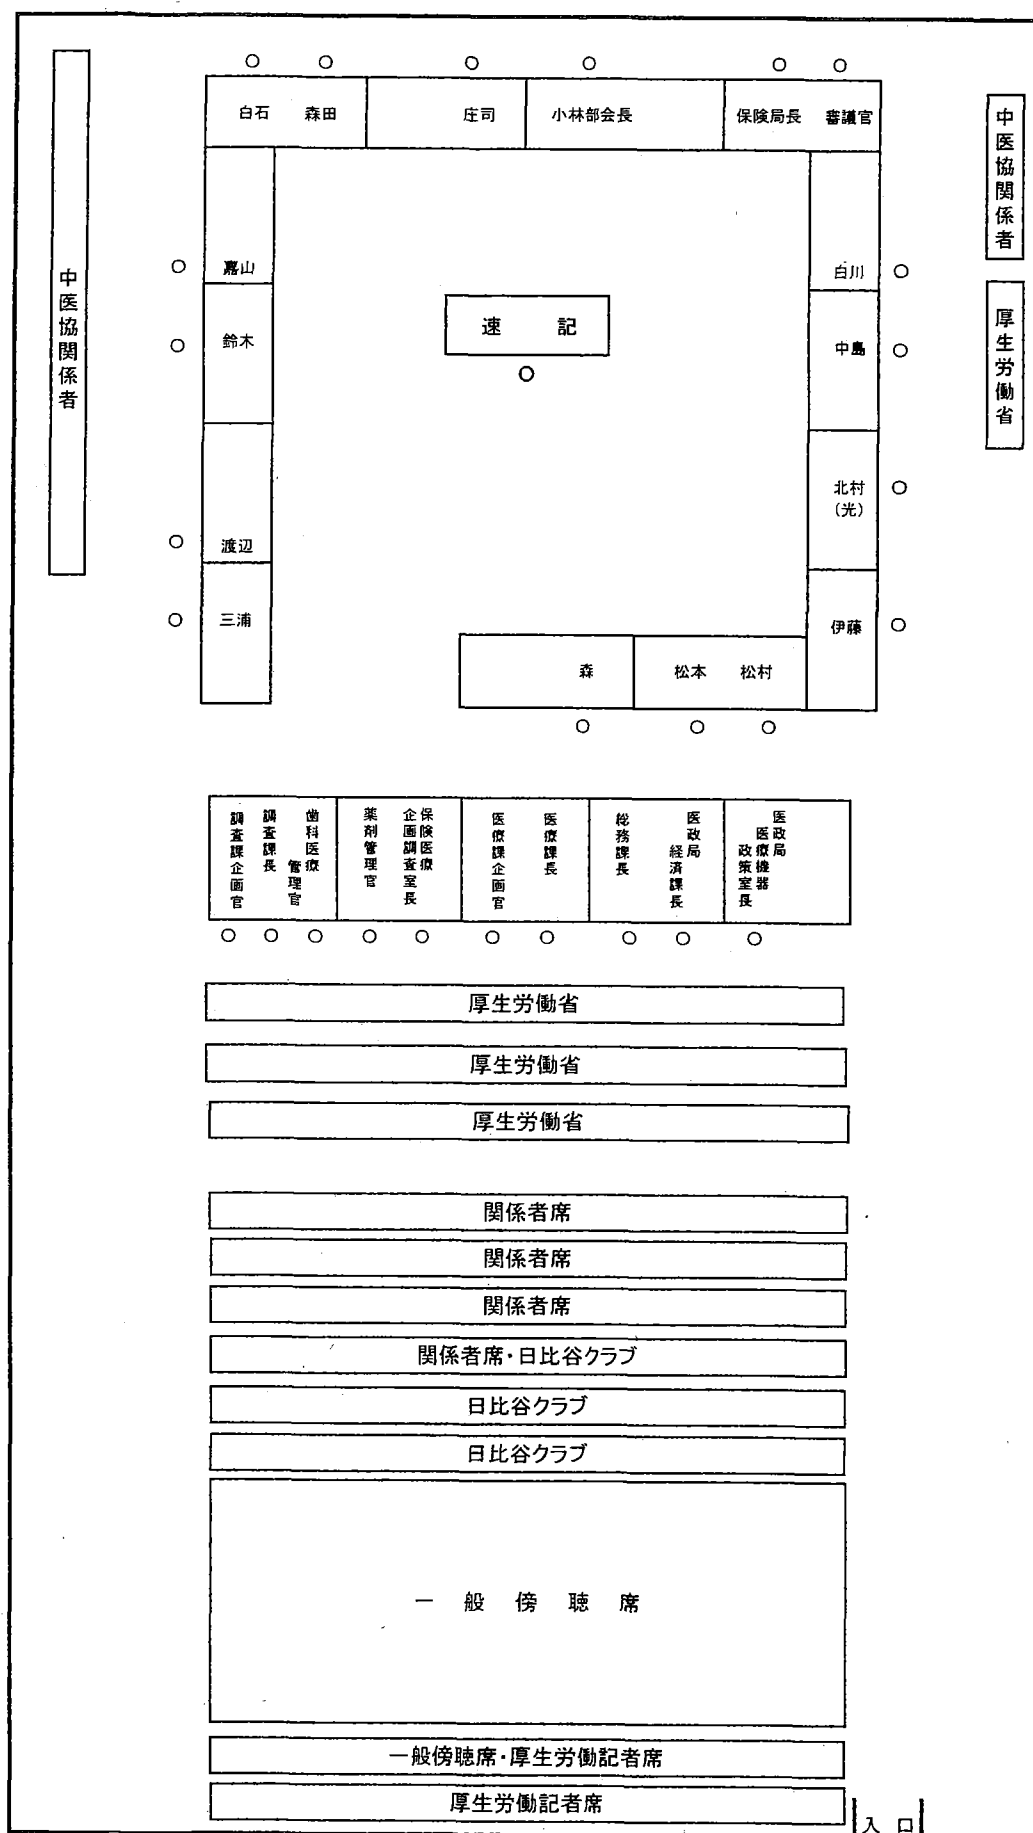 白石 森田 庄司 小林部会長 保険局長 審議官
中医協関係者
中医協関係者
厚生労働省
嘉山
鈴木
渡辺
三浦
速 記
白川
中島
北村
(光)
伊藤
森 松本 松村
調査課企画官
調査課長
歯科医療
管理官
薬剤管理官
保険医療
企画調査室長
医療課企画官
医療課長
総務課長
医政局
経済課長
医政局
医療機器
政策室長
厚生労働省
厚生労働省
厚生労働省
関係者席
関係者席
関係者席
関係者席・日比谷クラブ
日比谷クラブ
日比谷クラブ
一 般 傍 聴 席
一般傍聴席・厚生労働記者席
厚生労働記者席
入 口